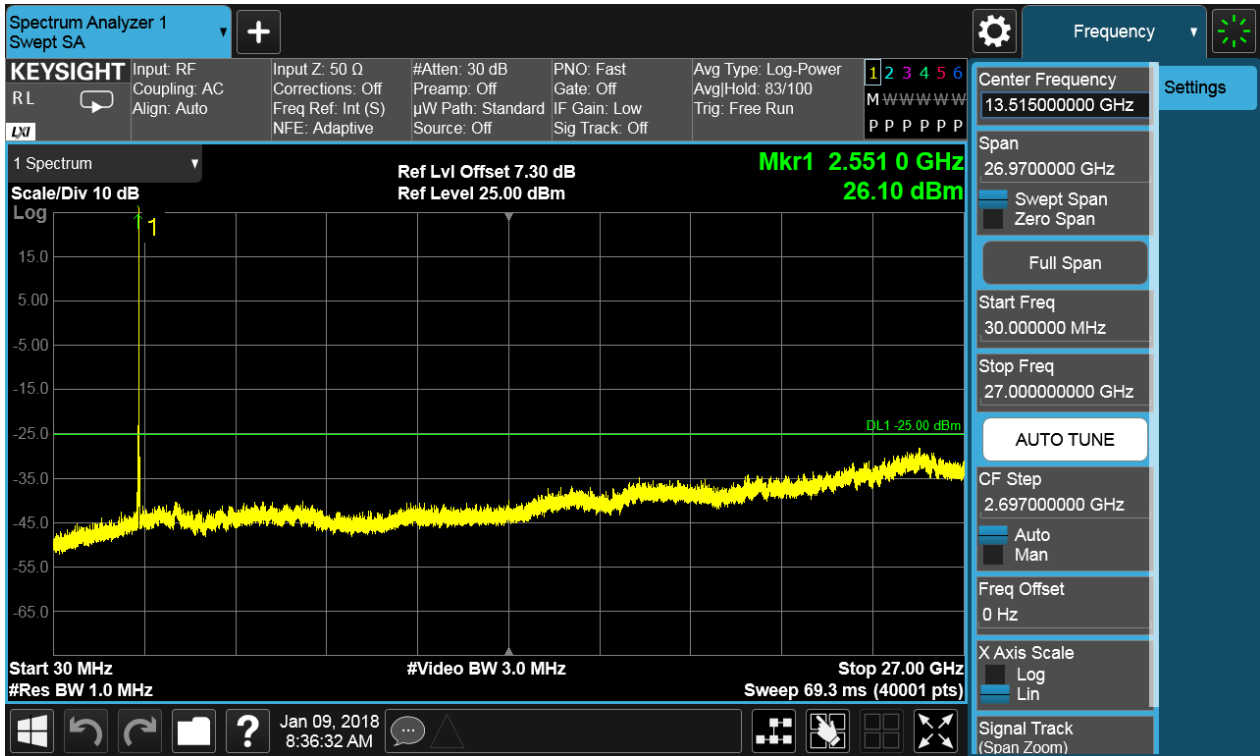 Spectrum Analyzer 1
Swept SA
Frequency
KEYSIGHT
R L
LXI
Input: RF
Coupling: AC
Align: Auto
Input Z: 50 Ω
Corrections: Off
Freq Ref: Int (S)
NFE: Adaptive
#Atten: 30 dB
Preamp: Off
µW Path: Standard
Source: Off
PNO: Fast
Gate: Off
IF Gain: Low
Sig Track: Off
Avg Type: Log-Power
Avg|Hold: 83/100
Trig: Free Run
1 2 3 4 5 6
M W W W W W
P P P P P P
1 Spectrum
Scale/Div 10 dB
Log
Ref Lvl Offset 7.30 dB
Ref Level 25.00 dBm
Mkr1 2.551 0 GHz
26.10 dBm
1
15.0
5.00
-5.00
-15.0
-25.0
-35.0
-45.0
-55.0
-65.0
DL1 -25.00 dBm
Start 30 MHz
#Res BW 1.0 MHz
#Video BW 3.0 MHz
Stop 27.00 GHz
Sweep 69.3 ms (40001 pts)
Jan 09, 2018
8:36:32 AM
Center Frequency
13.515000000 GHz
Span
26.9700000 GHz
Swept Span
Zero Span
Full Span
Start Freq
30.000000 MHz
Stop Freq
27.000000000 GHz
AUTO TUNE
CF Step
2.697000000 GHz
Auto
Man
Freq Offset
0 Hz
X Axis Scale
Log
Lin
Signal Track
(Span Zoom)
Settings